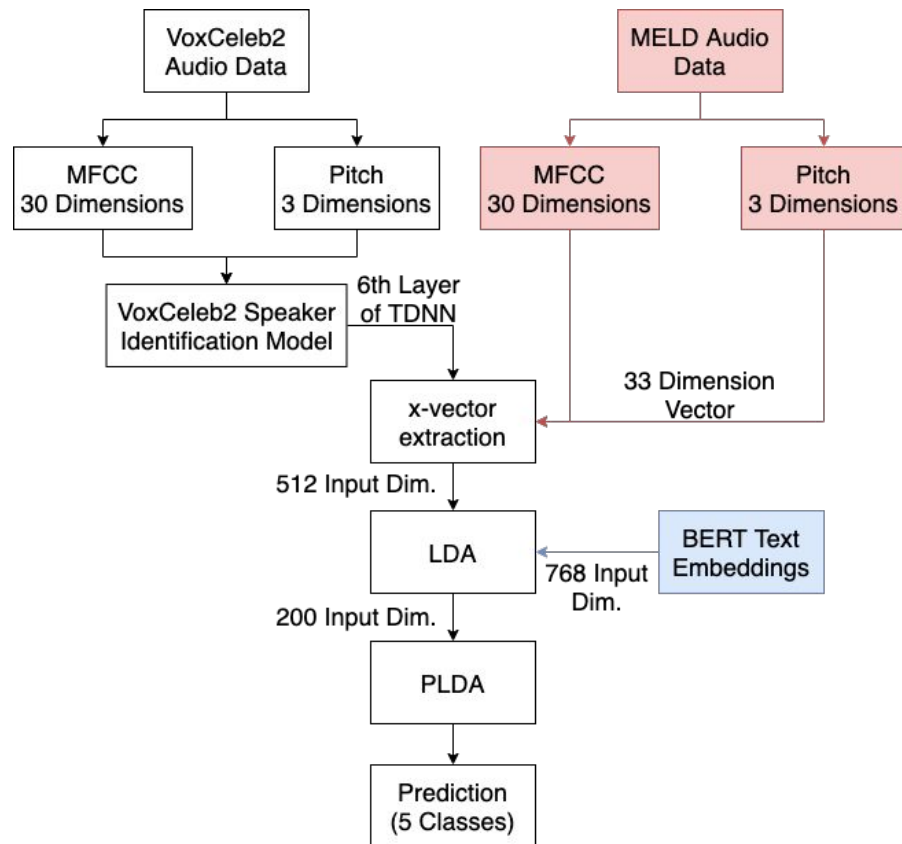 VoxCeleb2
Audio Data
MELD Audio
Data
MFCC
30 Dimensions
Pitch
3 Dimensions
MFCC
30 Dimensions
Pitch
3 Dimensions
6th Layer
of TDNN
VoxCeleb2 Speaker
Identification Model
33 Dimension
Vector
x-vector
extraction
512 Input Dim.
LDA
BERT Text
Embeddings
768 Input
Dim.
200 Input Dim.
PLDA
Prediction
(5 Classes)